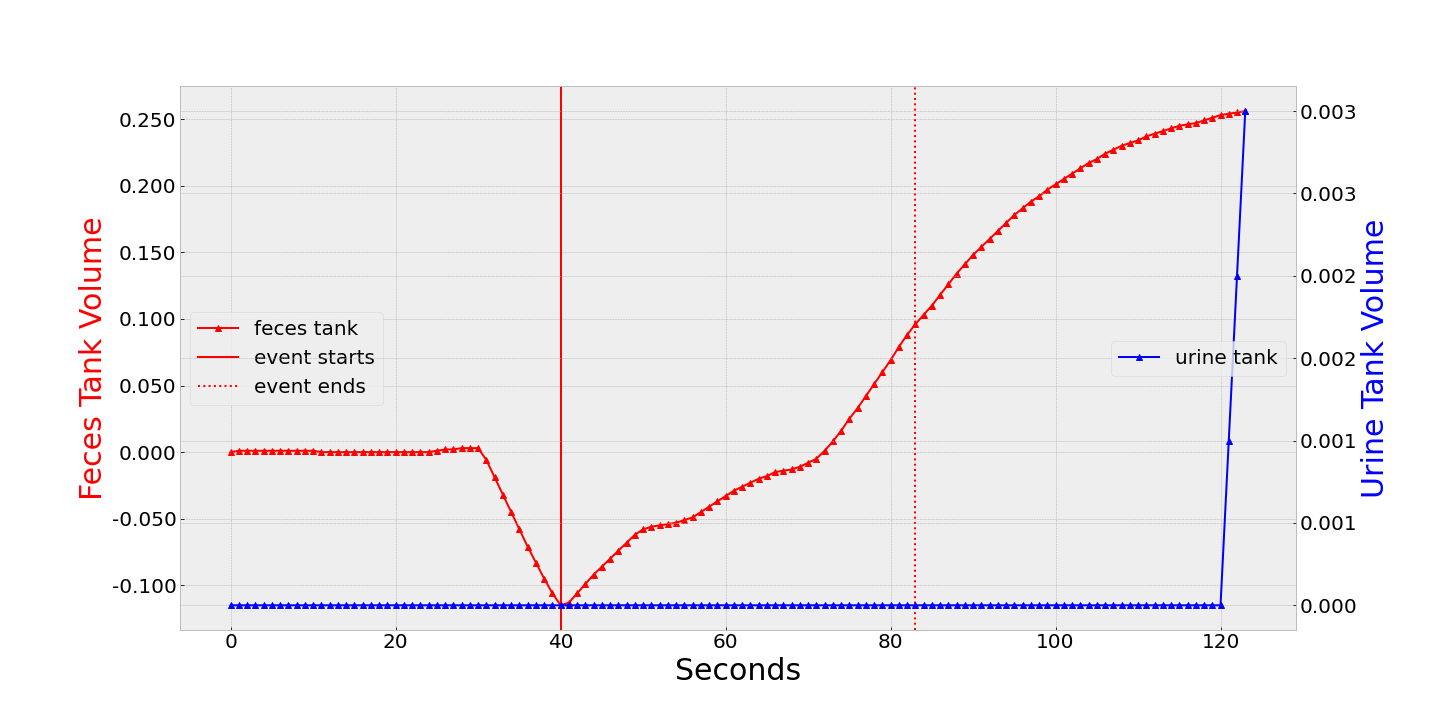 Feces Tank Volume
0.250
0.200
0.150
0.100
0.050
0.000
-0.050
-0.100
feces tank
event starts
event ends
urine tank
0.003
0.003
0.002
0.002
0.001
0.001
0.000
Urine Tank Volume
0 20 40 60 80 100 120
Seconds